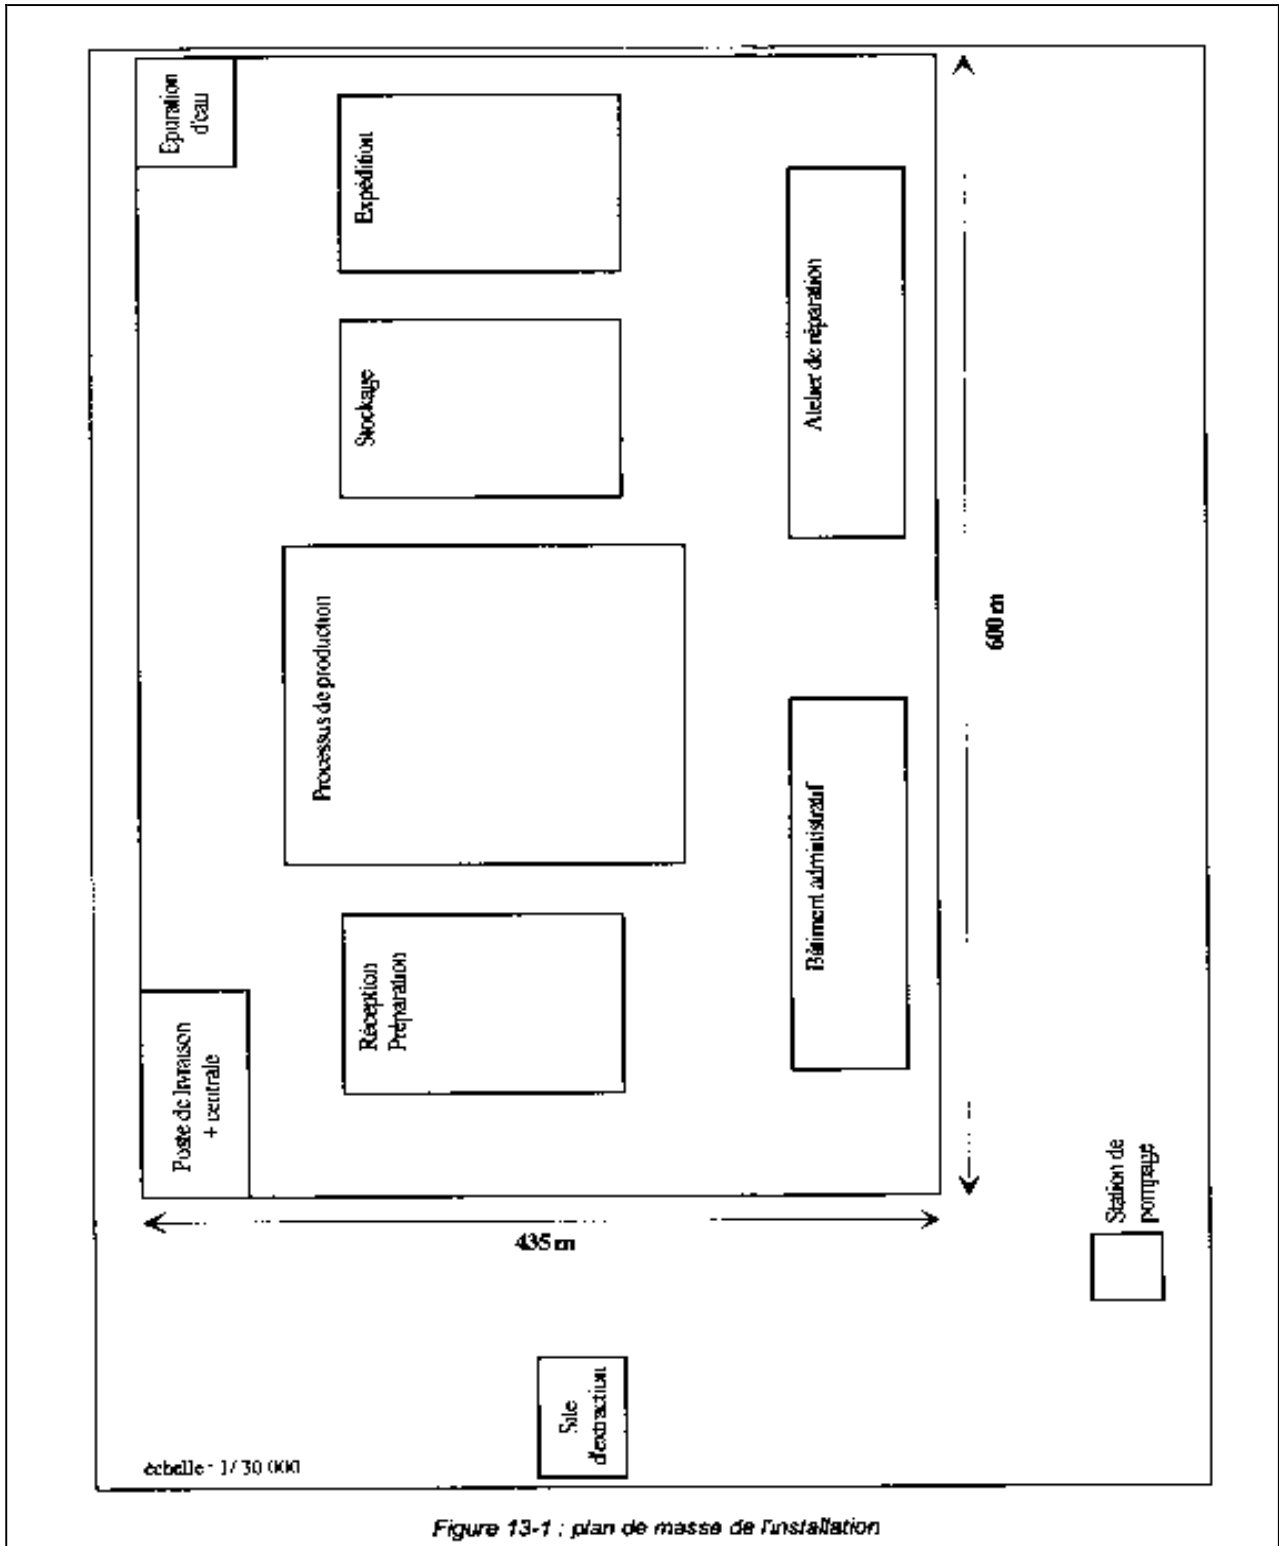 Epuration
d'eau
Expédition
Stockage
Atelier de réparation
Processus de production
600 m
Bâtiment administratif
Réception
Préparation
Poste de livraison
+ centrale
Station de
pompage
435 m
Site
d'extraction
échelle : 1/ 30 000
Figure 13-1 : plan de masse de l'installation